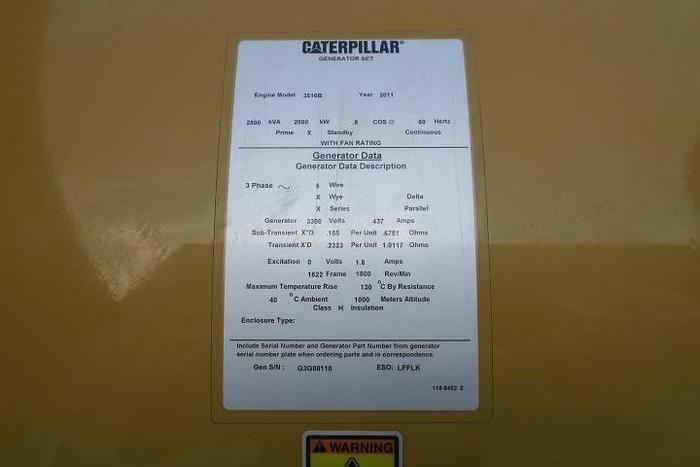 CATERPILLAR®
GENERATOR SET
Engine Model 3516B Year 2011
2500 kVA 2000 kW .8 COS ∅ 60 Hertz
Prime X Standby Continuous
WITH FAN RATING
Generator Data
Generator Data Description
3 Phase ~ 6 Wire
X Wye Delta
X Series Parallel
Generator 3300 Volts 437 Amps
Sub-Transient X"D .155 Per Unit .6751 Ohms
Transient X'D .2323 Per Unit 1.0117 Ohms
Excitation 0 Volts 1.8 Amps
1822 Frame 1800 Rev/Min
Maximum Temperature Rise 130 °C By Resistance
40 °C Ambient 1000 Meters Altitude
Class H Insulation
Enclosure Type:
Include Serial Number and Generator Part Number from generator
serial number plate when ordering parts and in correspondence.
Gen S/N : G3G00110 ESO: LFFLK
118-8482 2
WARNING